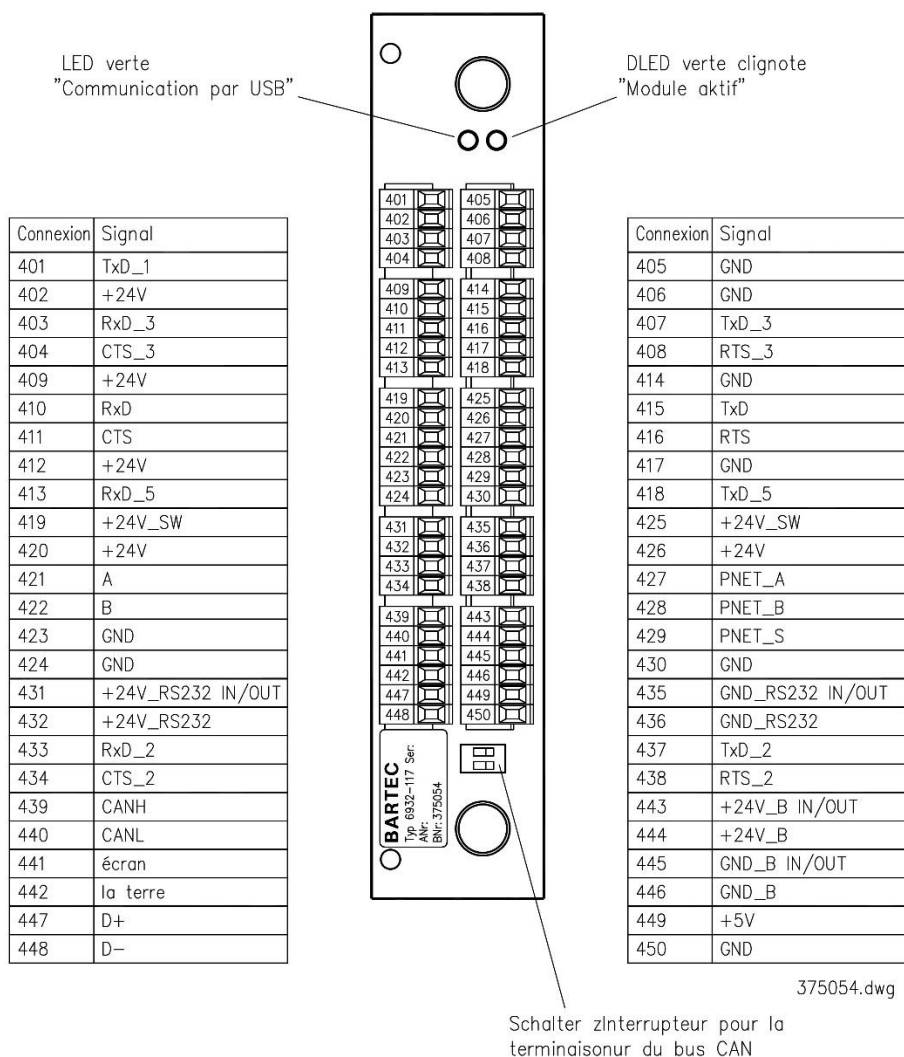 LED verte
"Communication par USB"
DLED verte clignote
"Module aktif"
Connexion Signal
401 TxD_1
402 +24V
403 RxD_3
404 CTS_3
409 +24V
410 RxD
411 CTS
412 +24V
413 RxD_5
419 +24V_SW
420 +24V
421 A
422 B
423 GND
424 GND
431 +24V_RS232 IN/OUT
432 +24V_RS232
433 RxD_2
434 CTS_2
439 CANH
440 CANL
441 écran
442 la terre
447 D+
448 D−
401 405
402 406
403 407
404 408
409 414
410 415
411 416
412 417
413 418
419 425
420 426
421 427
422 428
423 429
424 430
431 435
432 436
433 437
434 438
439 443
440 444
441 445
442 446
447 449
448 450
BARTEC
Typ 6932-117 Ser:
ANr:
BNr:375054
Connexion Signal
405 GND
406 GND
407 TxD_3
408 RTS_3
414 GND
415 TxD
416 RTS
417 GND
418 TxD_5
425 +24V_SW
426 +24V
427 PNET_A
428 PNET_B
429 PNET_S
430 GND
435 GND_RS232 IN/OUT
436 GND_RS232
437 TxD_2
438 RTS_2
443 +24V_B IN/OUT
444 +24V_B
445 GND_B IN/OUT
446 GND_B
449 +5V
450 GND
375054.dwg
Schalter zInterrupteur pour la
terminaisonur du bus CAN